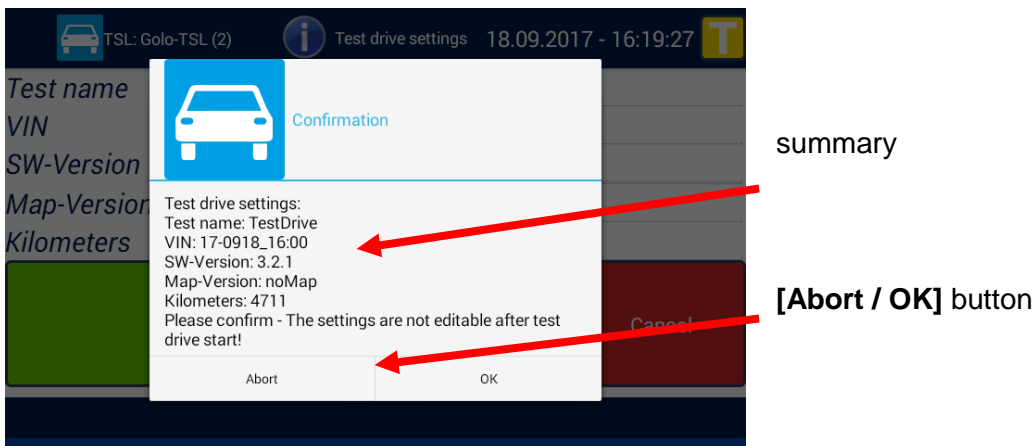 TSL: Golo-TSL (2) i Test drive settings 18.09.2017 - 16:19:27 T
Test name
VIN
SW-Version
Map-Version
Kilometers
Confirmation
Test drive settings:
Test name: TestDrive
VIN: 17-0918_16:00
SW-Version: 3.2.1
Map-Version: noMap
Kilometers: 4711
Please confirm - The settings are not editable after test
drive start!
Abort OK
Cancel
summary
[Abort / OK] button